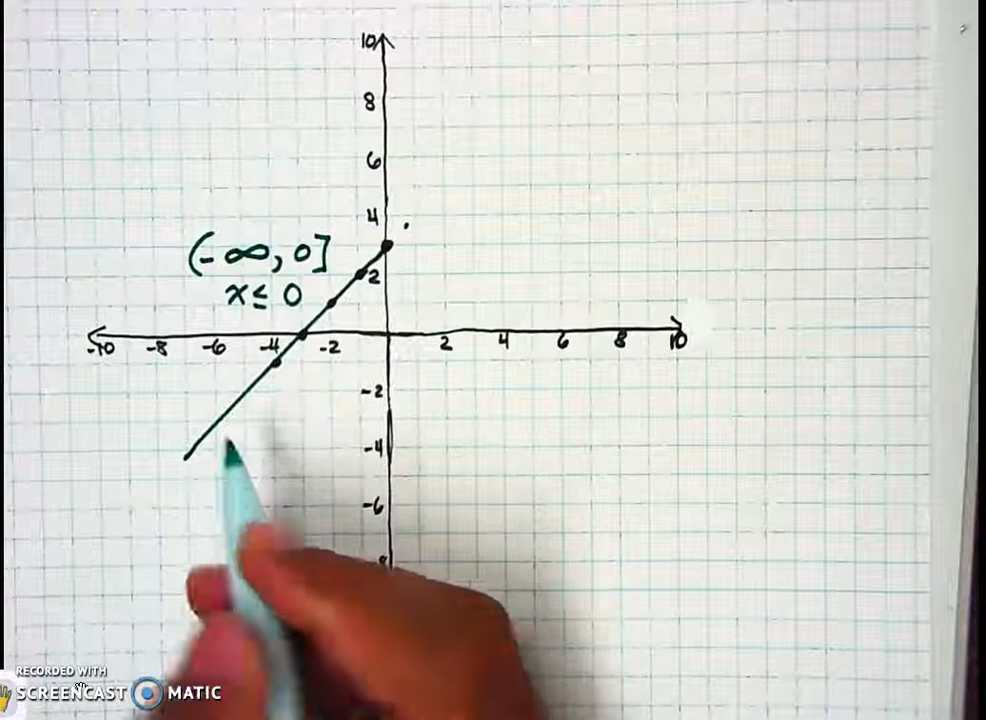 10
8
6
4
(-∞, 0]
2
x ≤ 0
-10 -8 -6 -4 -2 2 4 6 8 10
-2
-4
-6
RECORDED WITH
SCREENCAST MATIC